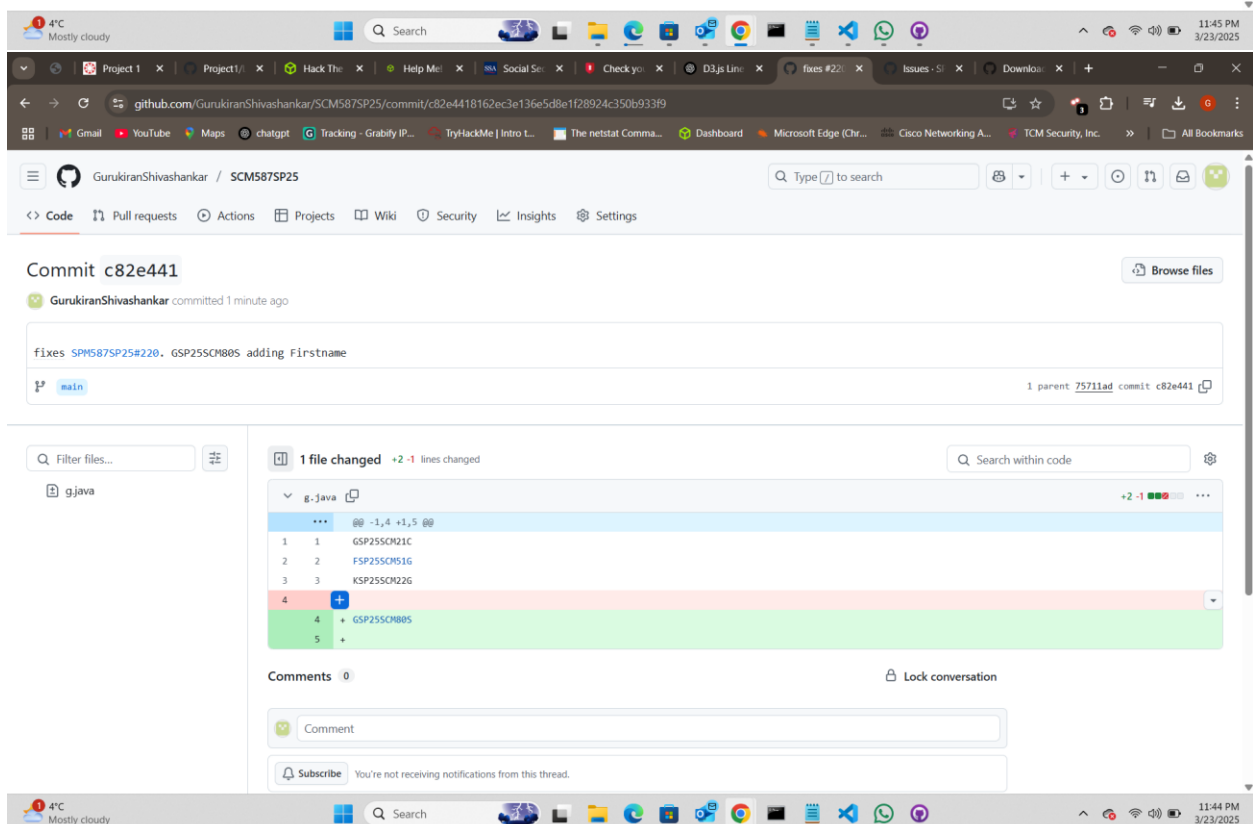 1
4°C
Mostly cloudy
Search
11:45 PM
3/23/2025
Project 1
Project1/
Hack The
Help Me
Social Sec
Check you
D3.js Line
fixes #220
Issues · S
Download
github.com/GurukiranShivashankar/SCM587SP25/commit/c82e4418162ec3e136e5d8e1f28924c350b933f9
3
G
Gmail
YouTube
Maps
chatgpt
Tracking - Grabify IP...
TryHackMe | Intro t...
The netstat Comma...
Dashboard
Microsoft Edge (Chr...
Cisco Networking A...
TCM Security, Inc.
»
All Bookmarks
GurukiranShivashankar / SCM587SP25
Type / to search
<> Code
Pull requests
Actions
Projects
Wiki
Security
Insights
Settings
Commit c82e441
Browse files
GurukiranShivashankar committed 1 minute ago
fixes SPM587SP25#220. GSP25SCM80S adding Firstname
main
1 parent 75711ad commit c82e441
Filter files...
1 file changed +2 -1 lines changed
Search within code
g.java
g.java
+2 -1
@@ -1,4 +1,5 @@
1 1 GSP25SCM21C
2 2 FSP25SCM51G
3 3 KSP25SCM22G
4
4 + GSP25SCM80S
5 +
Comments 0
Lock conversation
Comment
Subscribe
You're not receiving notifications from this thread.
1
4°C
Mostly cloudy
Search
11:44 PM
3/23/2025